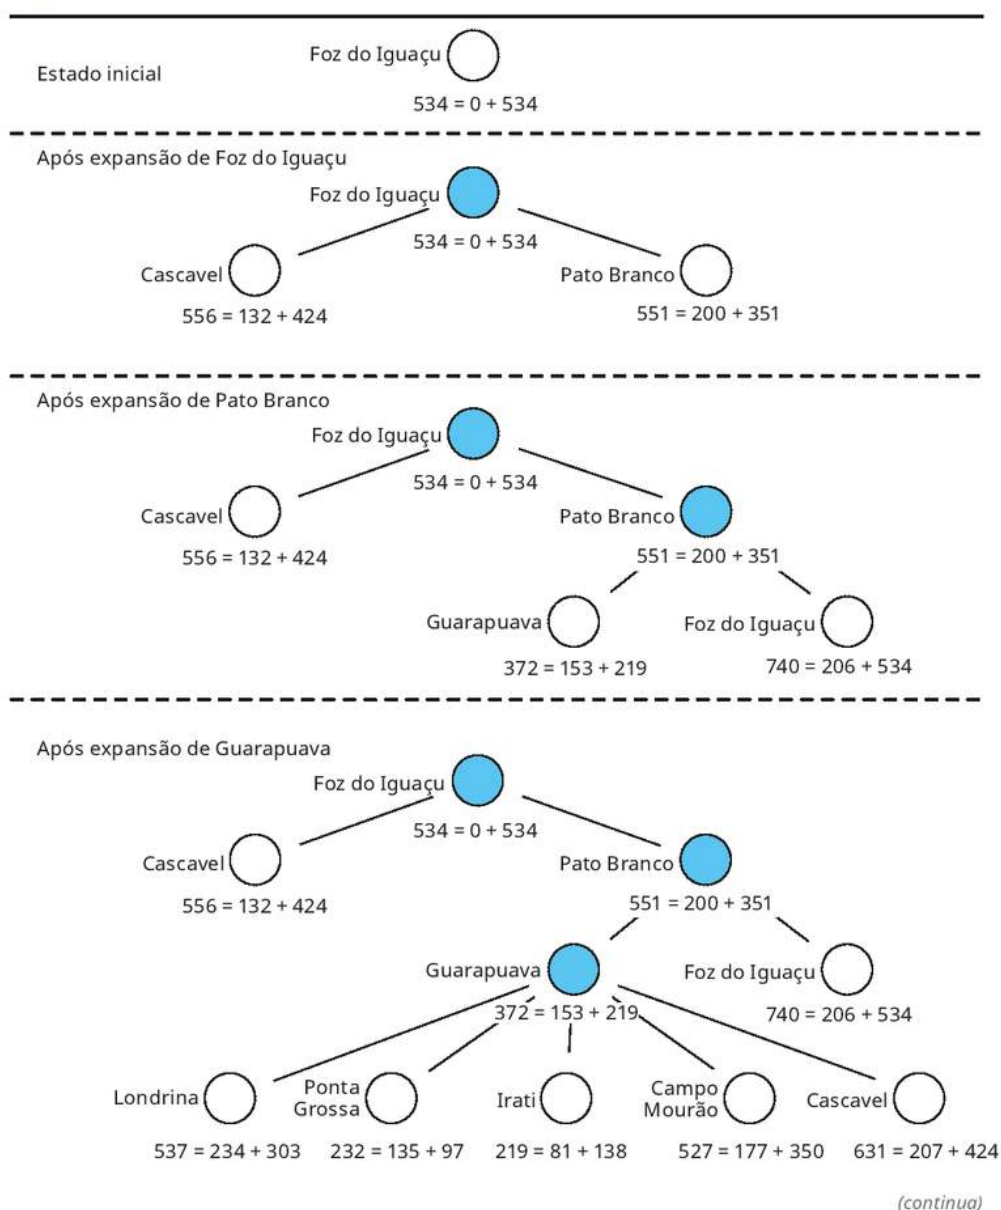 Foz do Iguaçu
Estado inicial
534 = 0 + 534
Após expansão de Foz do Iguaçu
Foz do Iguaçu
534 = 0 + 534
Cascavel
Pato Branco
556 = 132 + 424
551 = 200 + 351
Após expansão de Pato Branco
Foz do Iguaçu
534 = 0 + 534
Cascavel
Pato Branco
556 = 132 + 424
551 = 200 + 351
Guarapuava
Foz do Iguaçu
372 = 153 + 219
740 = 206 + 534
Após expansão de Guarapuava
Foz do Iguaçu
534 = 0 + 534
Cascavel
Pato Branco
556 = 132 + 424
551 = 200 + 351
Guarapuava
Foz do Iguaçu
372 = 153 + 219
740 = 206 + 534
Londrina
Ponta
Grossa
Irati
Campo
Mourão
Cascavel
537 = 234 + 303
232 = 135 + 97
219 = 81 + 138
527 = 177 + 350
631 = 207 + 424
(continua)